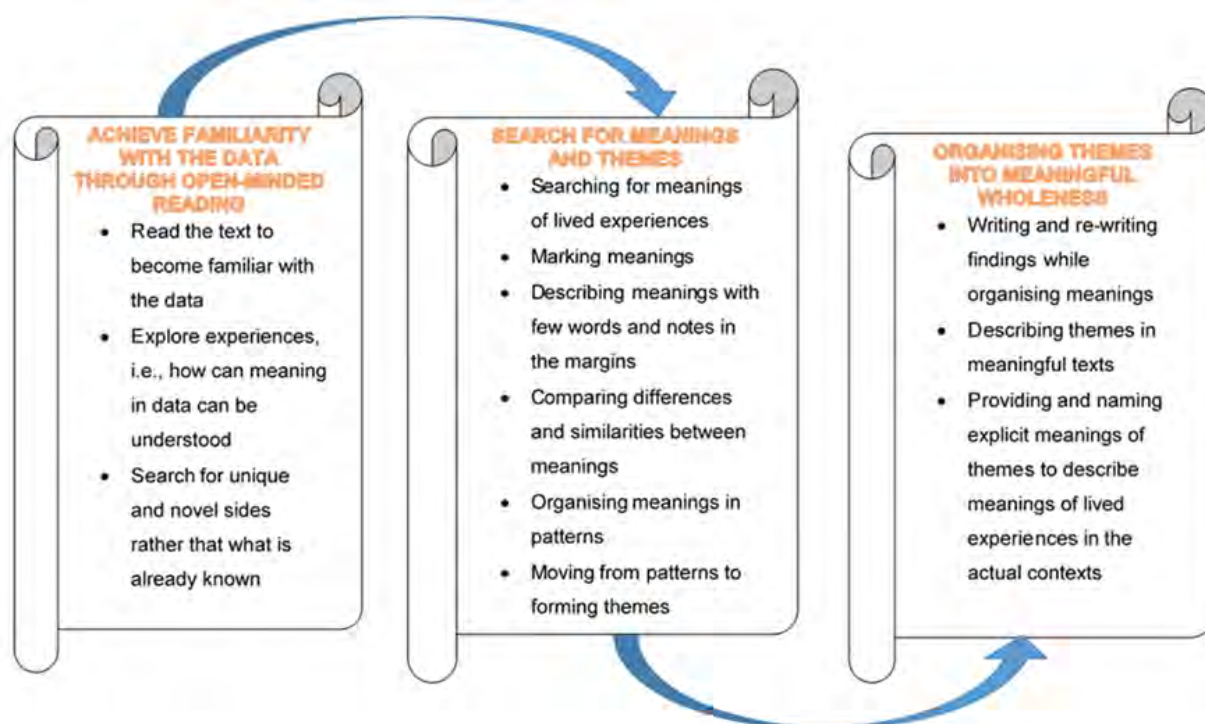 ACHIEVE FAMILIARITY
WITH THE DATA
THROUGH OPEN-MINDED
READING
• Read the text to
become familiar with
the data
• Explore experiences,
i.e., how can meaning
in data can be
understood
• Search for unique
and novel sides
rather that what is
already known
SEARCH FOR MEANINGS
AND THEMES
• Searching for meanings
of lived experiences
• Marking meanings
• Describing meanings with
few words and notes in
the margins
• Comparing differences
and similarities between
meanings
• Organising meanings in
patterns
• Moving from patterns to
forming themes
ORGANISING THEMES
INTO MEANINGFUL
WHOLENESS
• Writing and re-writing
findings while
organising meanings
• Describing themes in
meaningful texts
• Providing and naming
explicit meanings of
themes to describe
meanings of lived
experiences in the
actual contexts